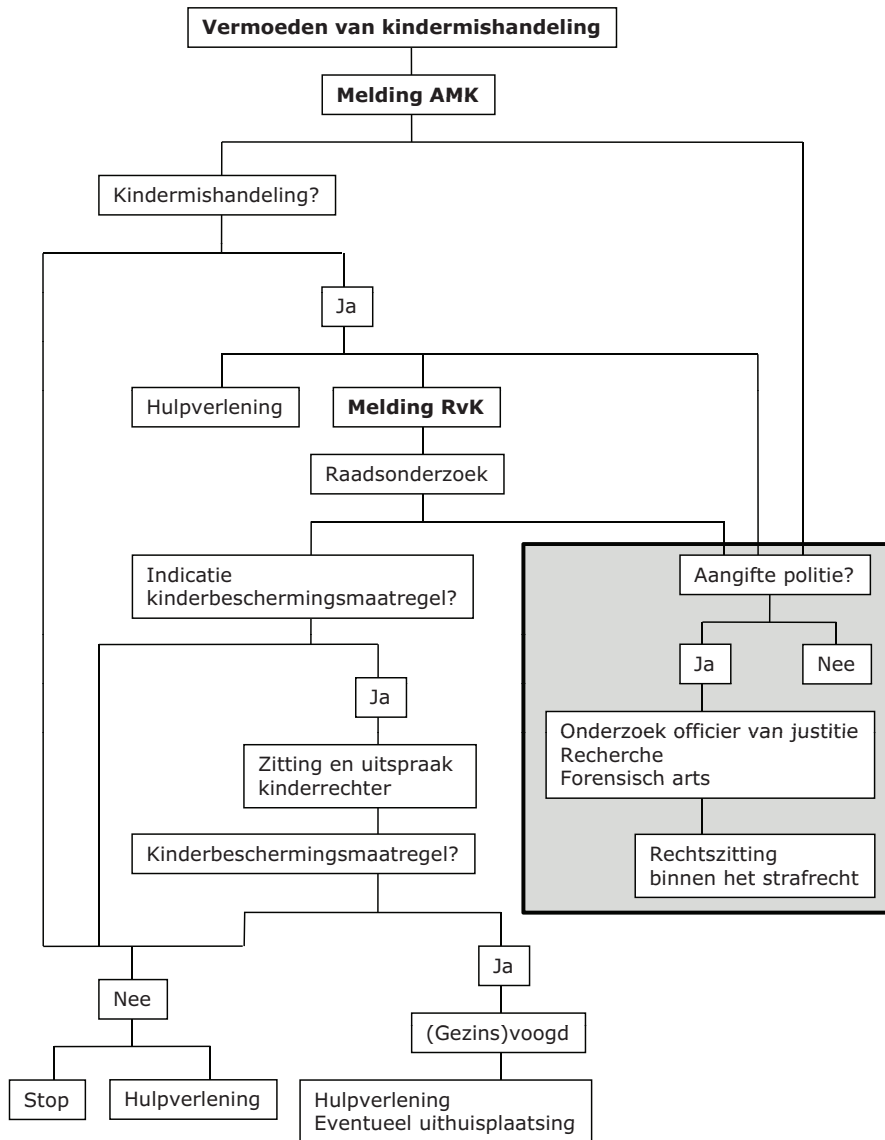 Vermoeden van kindermishandeling
Melding AMK
Kindermishandeling?
Ja
Hulpverlening
Melding RvK
Raadsonderzoek
Indicatie
kinderbeschermingsmaatregel?
Aangifte politie?
Ja
Nee
Ja
Onderzoek officier van justitie
Recherche
Forensisch arts
Zitting en uitspraak
kinderrechter
Kinderbeschermingsmaatregel?
Rechtszitting
binnen het strafrecht
Ja
Nee
(Gezins)voogd
Stop
Hulpverlening
Hulpverlening
Eventueel uithuisplaatsing